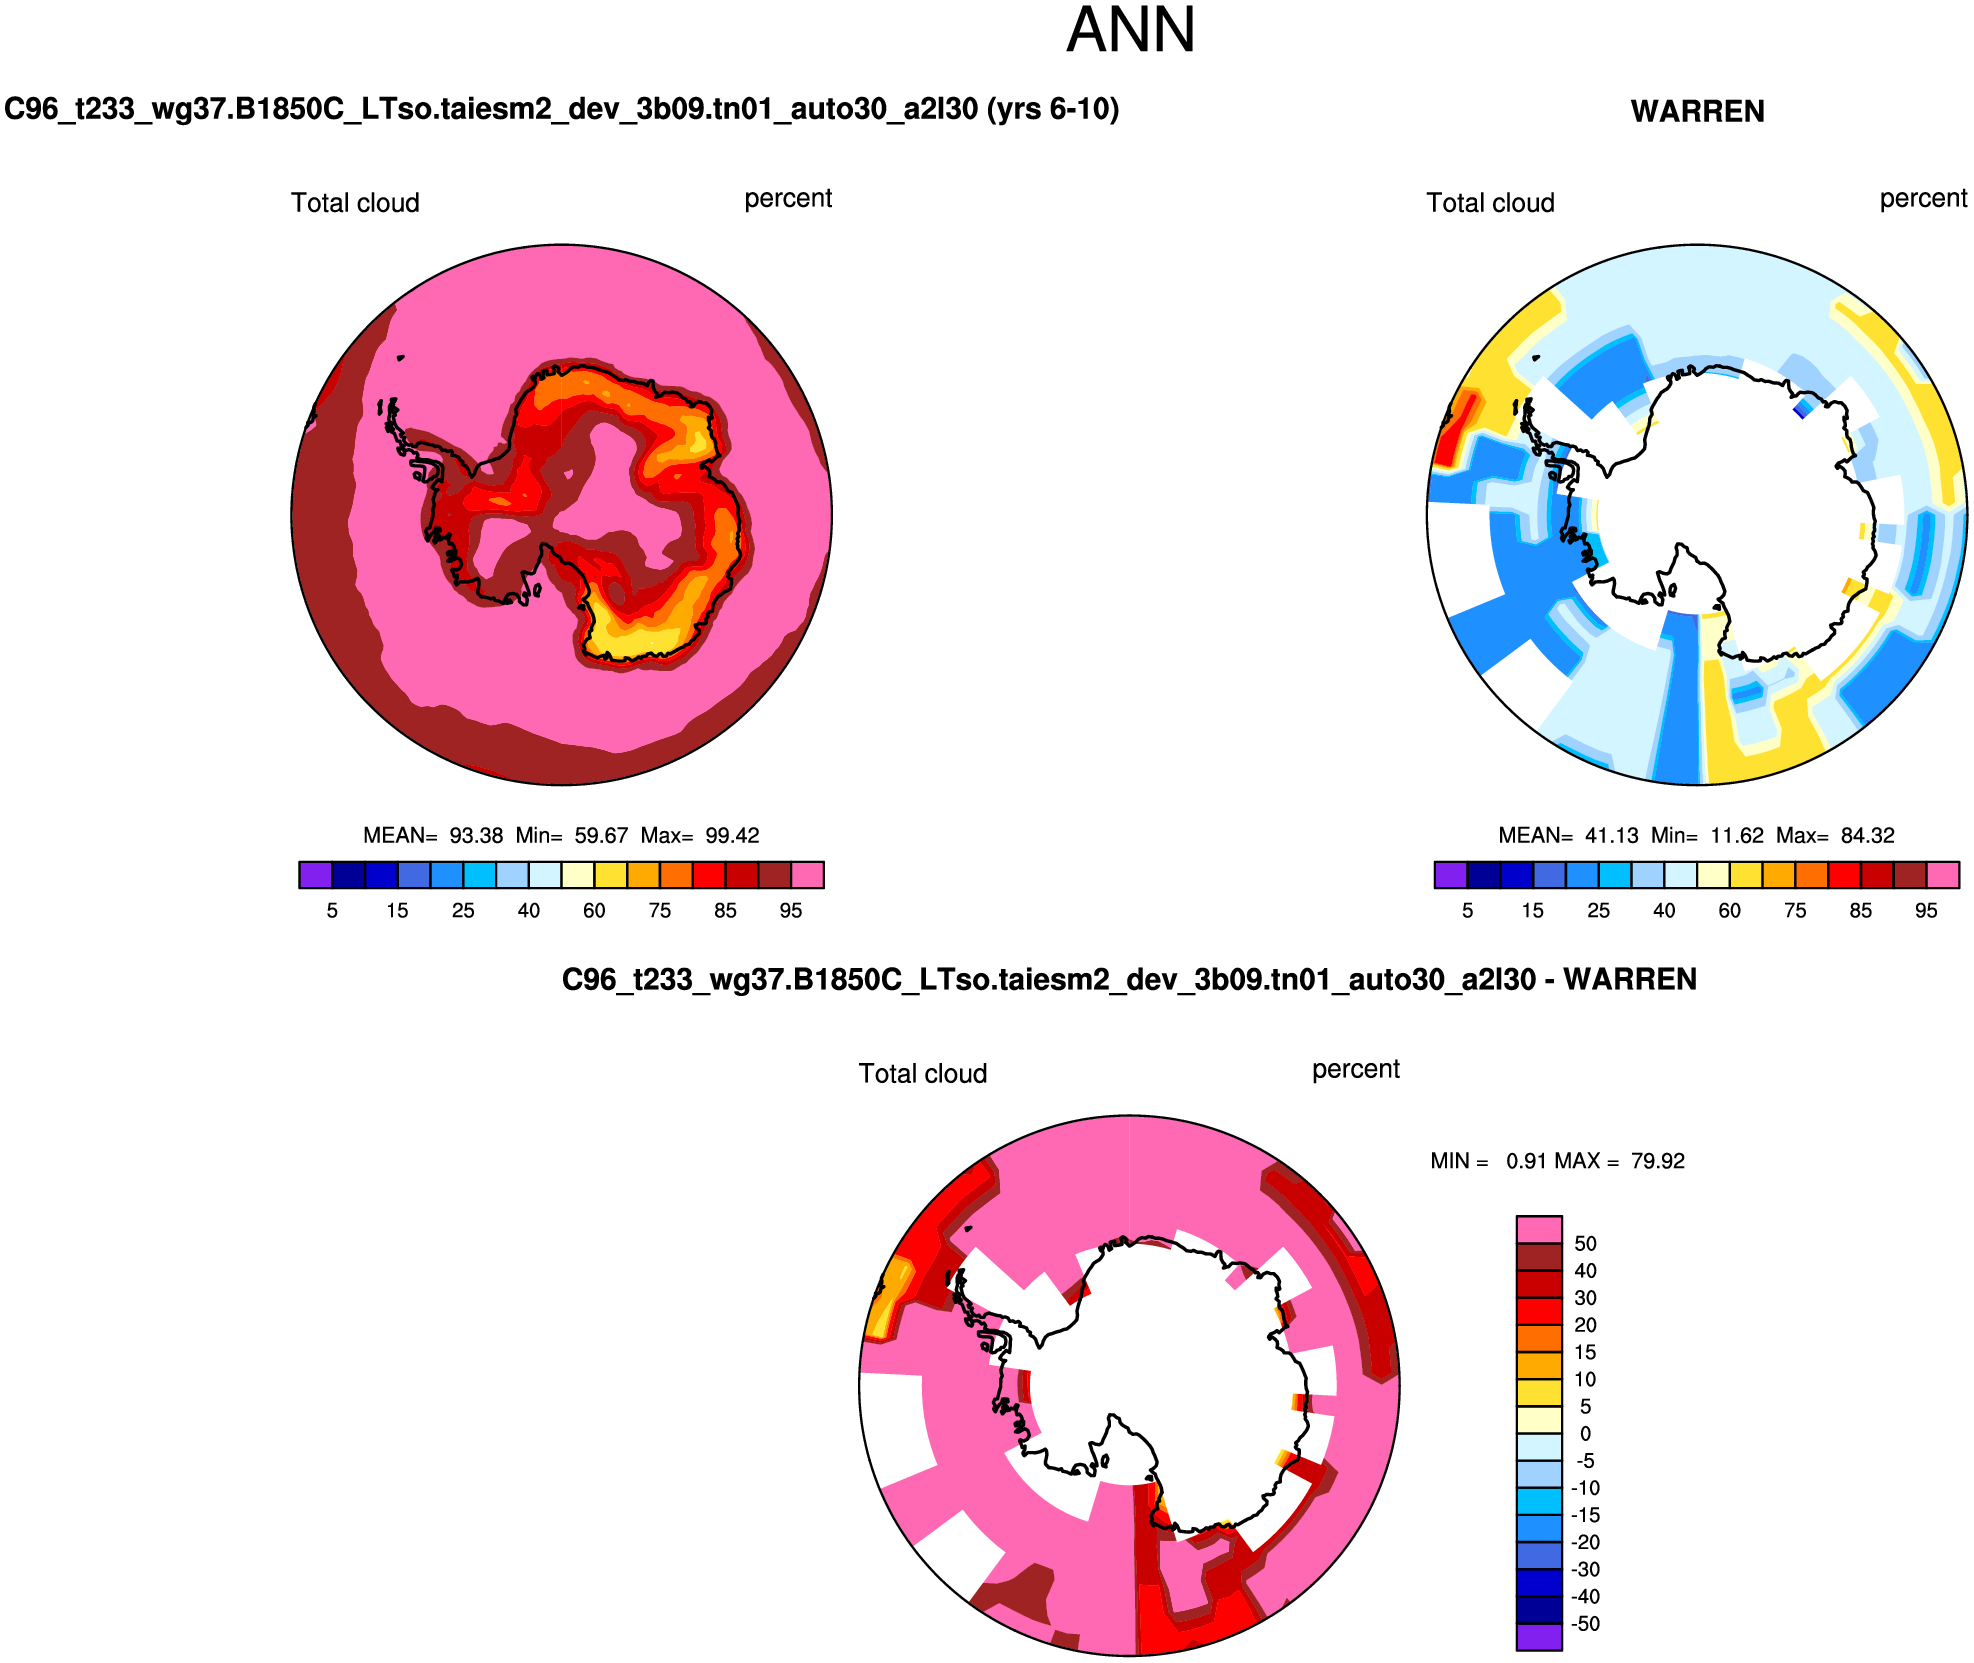 ANN
C96_t233_wg37.B1850C_LTso.taiesm2_dev_3b09.tn01_auto30_a2l30 (yrs 6-10)
WARREN
Total cloud percent
Total cloud percent
MEAN= 93.38 Min= 59.67 Max= 99.42
MEAN= 41.13 Min= 11.62 Max= 84.32
5 15 25 40 60 75 85 95
5 15 25 40 60 75 85 95
C96_t233_wg37.B1850C_LTso.taiesm2_dev_3b09.tn01_auto30_a2l30 - WARREN
Total cloud percent
MIN = 0.91 MAX = 79.92
50
40
30
20
15
10
5
0
-5
-10
-15
-20
-30
-40
-50